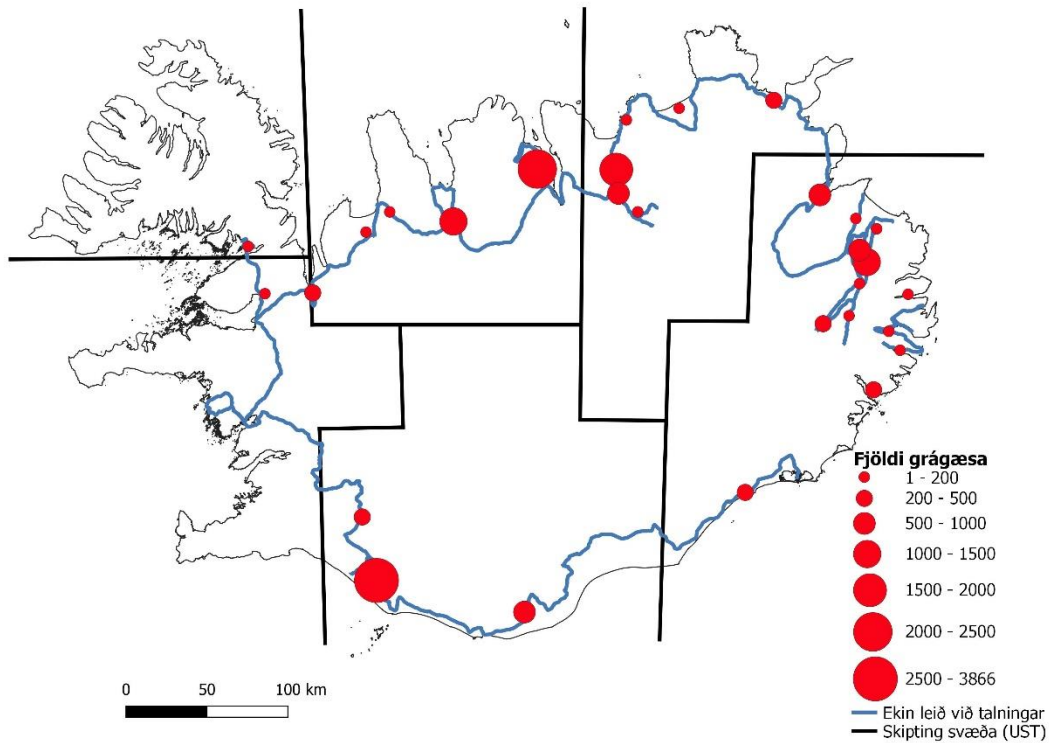 Fjöldi grágæsa
1 - 200
200 - 500
500 - 1000
1000 - 1500
1500 - 2000
2000 - 2500
2500 - 3866
Ekin leið við talningar
Skipting svæða (UST)
0 50 100 km